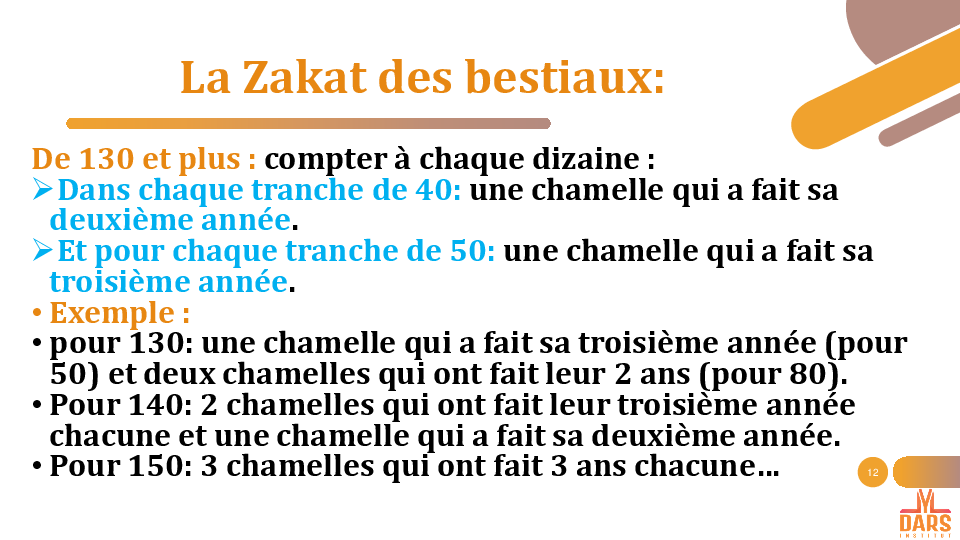 La Zakat des bestiaux:
De 130 et plus : compter à chaque dizaine :
➢Dans chaque tranche de 40: une chamelle qui a fait sa
deuxième année.
➢Et pour chaque tranche de 50: une chamelle qui a fait sa
troisième année.
• Exemple :
• pour 130: une chamelle qui a fait sa troisième année (pour
50) et deux chamelles qui ont fait leur 2 ans (pour 80).
• Pour 140: 2 chamelles qui ont fait leur troisième année
chacune et une chamelle qui a fait sa deuxième année.
• Pour 150: 3 chamelles qui ont fait 3 ans chacune…
12
DARS
INSTITUT